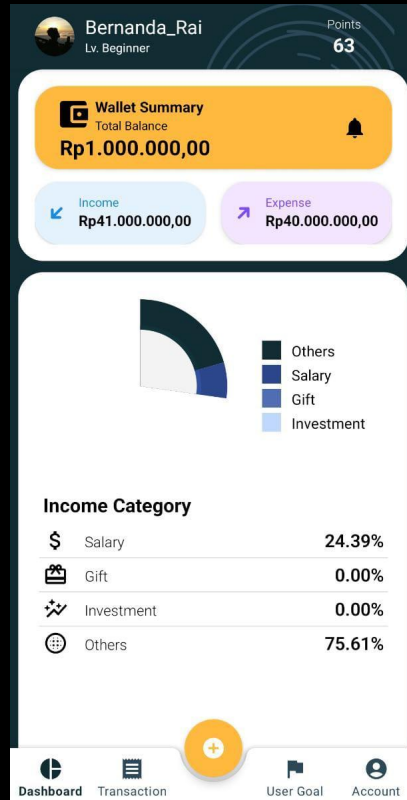 Bernanda_Rai
Lv. Beginner
Points
63
Wallet Summary
Total Balance
Rp1.000.000,00
Income
Rp41.000.000,00
Expense
Rp40.000.000,00
Others
Salary
Gift
Investment
Income Category
Salary 24.39%
Gift 0.00%
Investment 0.00%
Others 75.61%
Dashboard
Transaction
User Goal
Account